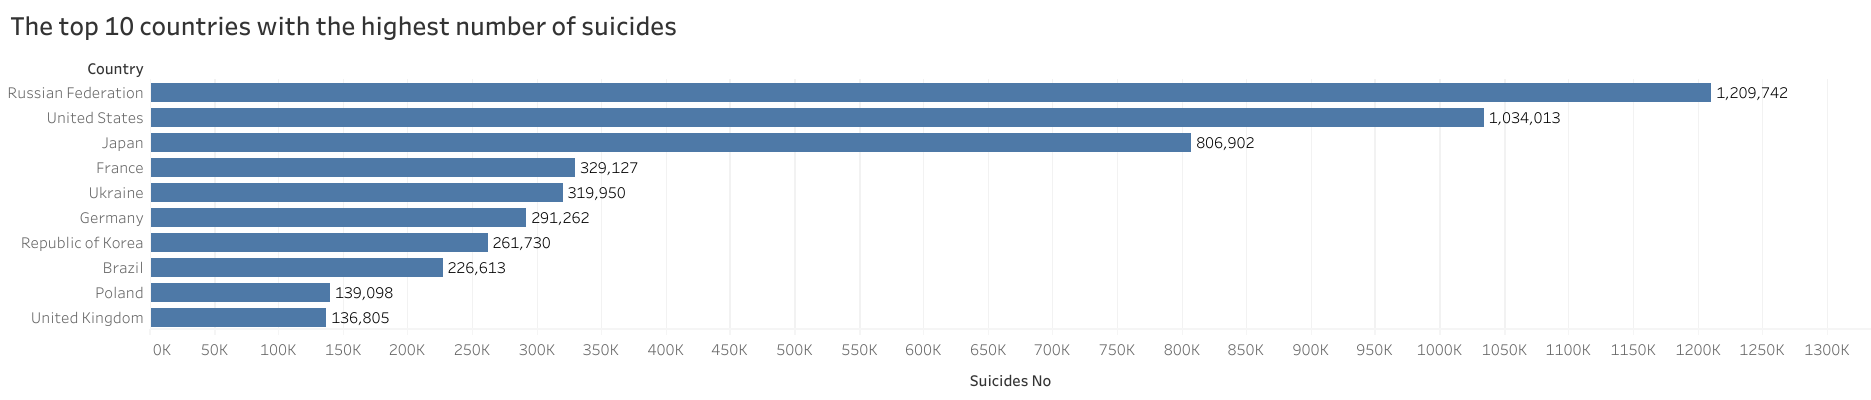 The top 10 countries with the highest number of suicides
Country
Russian Federation 1,209,742
United States 1,034,013
Japan 806,902
France 329,127
Ukraine 319,950
Germany 291,262
Republic of Korea 261,730
Brazil 226,613
Poland 139,098
United Kingdom 136,805
0K 50K 100K 150K 200K 250K 300K 350K 400K 450K 500K 550K 600K 650K 700K 750K 800K 850K 900K 950K 1000K 1050K 1100K 1150K 1200K 1250K 1300K
Suicides No